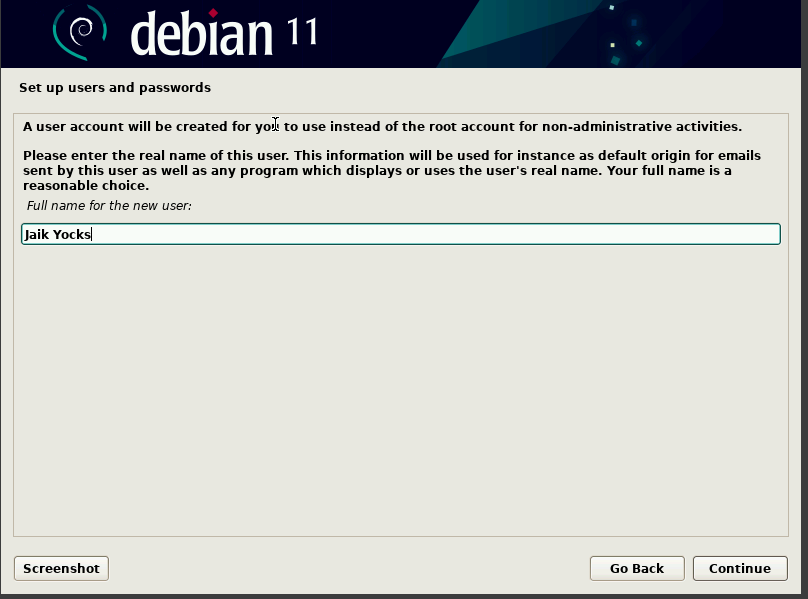 debian 11
Set up users and passwords
A user account will be created for you to use instead of the root account for non-administrative activities.
Please enter the real name of this user. This information will be used for instance as default origin for emails
sent by this user as well as any program which displays or uses the user's real name. Your full name is a
reasonable choice.
Full name for the new user:
Jaik Yocks
Screenshot Go Back Continue